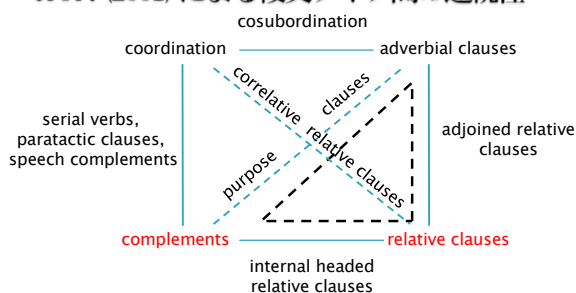 cosubordination
coordination
adverbial clauses
correlative relative clauses
purpose clauses
serial verbs,
paratactic clauses,
speech complements
adjoined relative
clauses
complements
relative clauses
internal headed
relative clauses